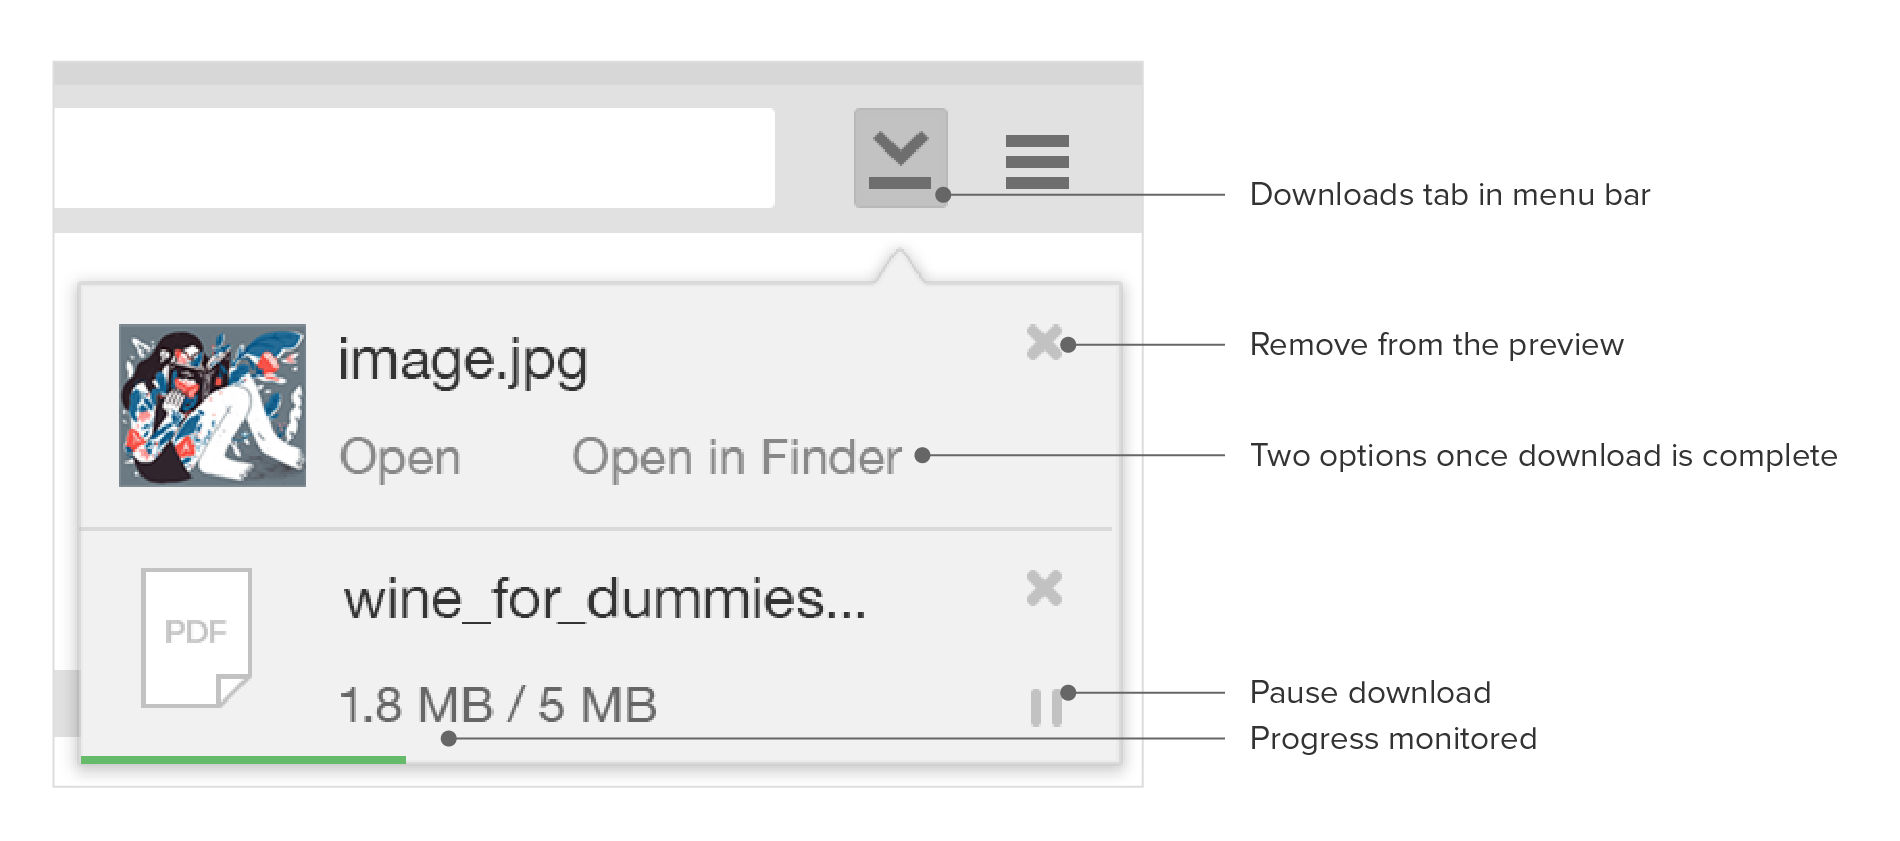 Downloads tab in menu bar
image.jpg
Remove from the preview
Open
Open in Finder
Two options once download is complete
PDF
wine_for_dummies...
1.8 MB / 5 MB
Pause download
Progress monitored